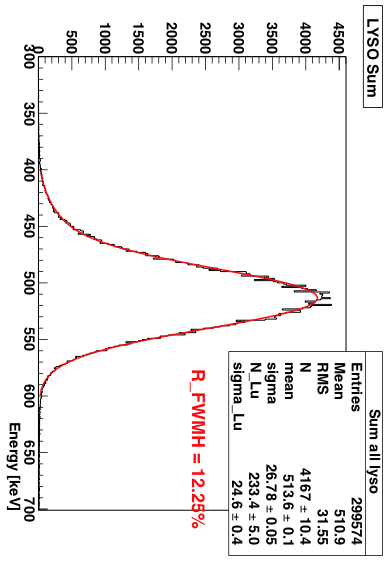 LYSO Sum
Sum all lyso
Entries 299574
Mean 510.9
RMS 31.55
N 4167 ± 10.4
mean 513.6 ± 0.1
sigma 26.78 ± 0.05
N_Lu 233.4 ± 5.0
sigma_Lu 24.6 ± 0.4
R_FWMH = 12.25%
4500
4000
3500
3000
2500
2000
1500
1000
500
0
300 350 400 450 500 550 600 650 700
Energy [keV]